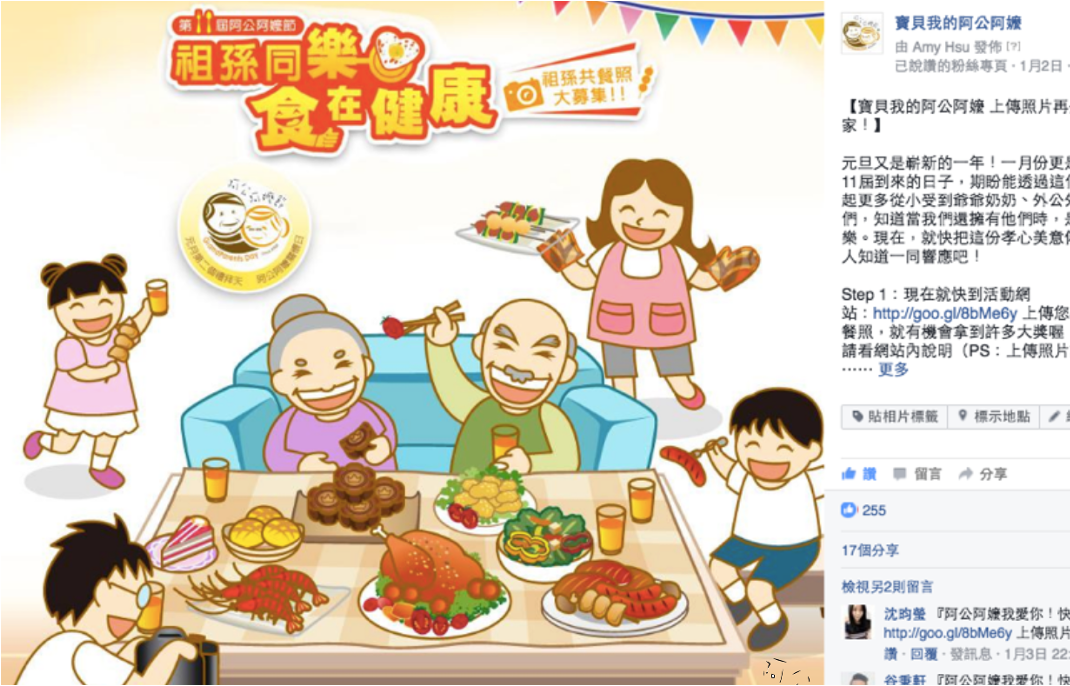 第11屆阿公阿嬤節
祖孫同樂
食在健康
祖孫共餐照
大募集!!
阿公阿嬤節
GrandParents Day
寶貝我的阿公阿嬤
由 Amy Hsu 發佈 [?]
已說讚的粉絲專頁 · 1月2日 ·
【寶貝我的阿公阿嬤 上傳照片再
家！】
元旦又是嶄新的一年！一月份更是
11屆到來的日子，期盼能透過這
起更多從小受到爺爺奶奶、外公
們，知道當我們還擁有他們時，是
樂。現在，就快把這份孝心美意
人知道一同響應吧！
Step 1：現在就快到活動網
站：http://goo.gl/8bMe6y 上傳您
餐照，就有機會拿到許多大獎喔
請看網站內說明（PS：上傳照片
…… 更多
貼相片標籤
標示地點
讚 留言 分享
255
17個分享
檢視另2則留言
沈昀瑩 『阿公阿嬤我愛你！快
http://goo.gl/8bMe6y 上傳照片
讚 · 回覆 · 發訊息 · 1月3日 22:
谷秉軒 『阿公阿嬤我愛你！快